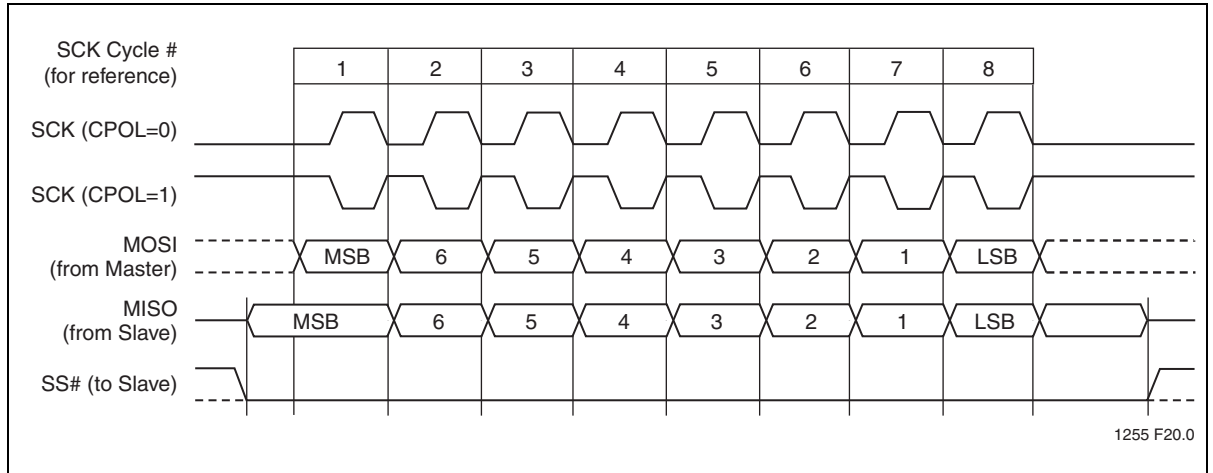 SCK Cycle #
(for reference)
1 2 3 4 5 6 7 8
SCK (CPOL=0)
SCK (CPOL=1)
MOSI
(from Master)
MSB 6 5 4 3 2 1 LSB
MISO
(from Slave)
MSB 6 5 4 3 2 1 LSB
SS# (to Slave)
1255 F20.0